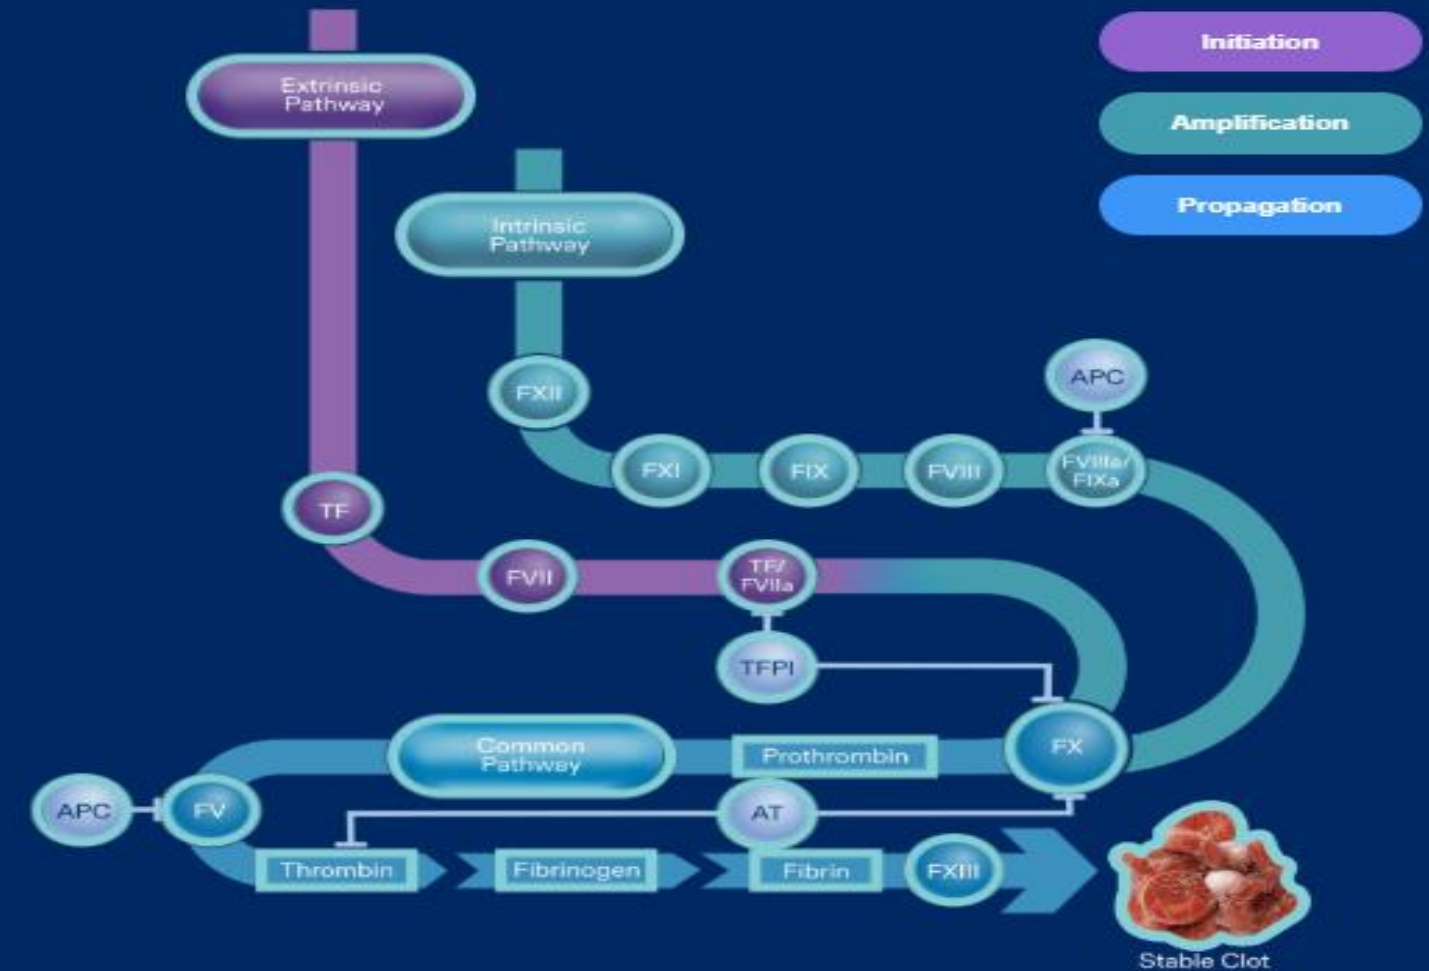 Initiation
Extrinsic
Pathway
Amplification
Propagation
Intrinsic
Pathway
FXII
APC
FXI
FIX
FVIII
FVIIIa/
FIXa
TF
FVII
TF/
FVIIa
TFPI
Common
Pathway
Prothrombin
FX
APC
FV
AT
Thrombin
Fibrinogen
Fibrin
FXIII
Stable Clot